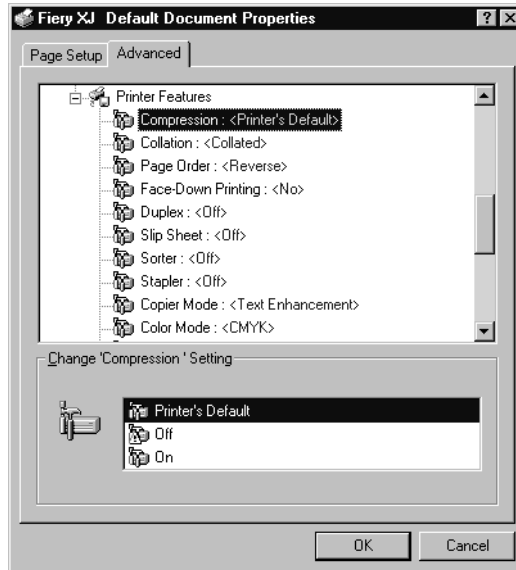 Fiery XJ Default Document Properties
Page Setup
Advanced
Printer Features
Compression : <Printer's Default>
Collation : <Collated>
Page Order : <Reverse>
Face-Down Printing : <No>
Duplex : <Off>
Slip Sheet : <Off>
Sorter : <Off>
Stapler : <Off>
Copier Mode : <Text Enhancement>
Color Mode : <CMYK>
Change 'Compression ' Setting
Printer's Default
Off
On
OK
Cancel